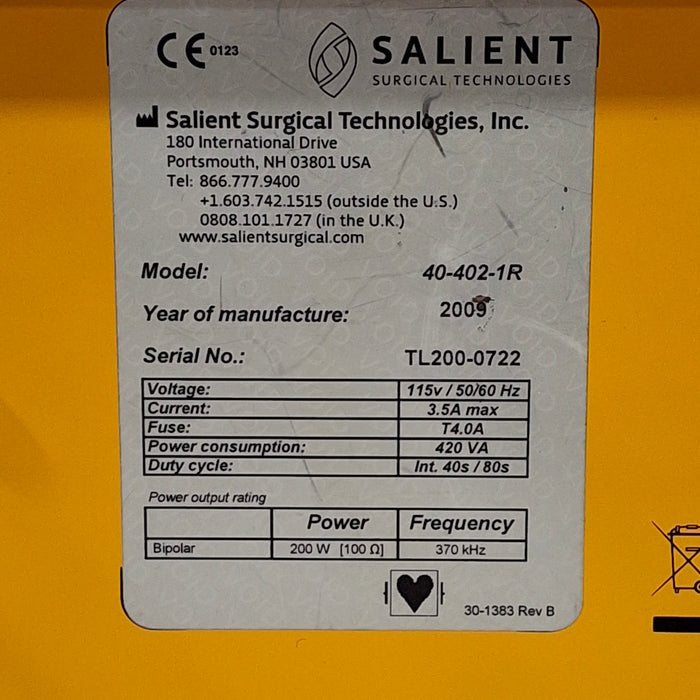 CE 0123
SALIENT
SURGICAL TECHNOLOGIES
Salient Surgical Technologies, Inc.
180 International Drive
Portsmouth, NH 03801 USA
Tel: 866.777.9400
+1.603.742.1515 (outside the U.S.)
0808.101.1727 (in the U.K.)
www.salientsurgical.com
Model: 40-402-1R
Year of manufacture: 2009
Serial No.: TL200-0722
Voltage: 115v / 50/60 Hz
Current: 3.5A max
Fuse: T4.0A
Power consumption: 420 VA
Duty cycle: Int. 40s / 80s
Power output rating
Power Frequency
Bipolar 200 W [100 Ω] 370 kHz
30-1383 Rev B